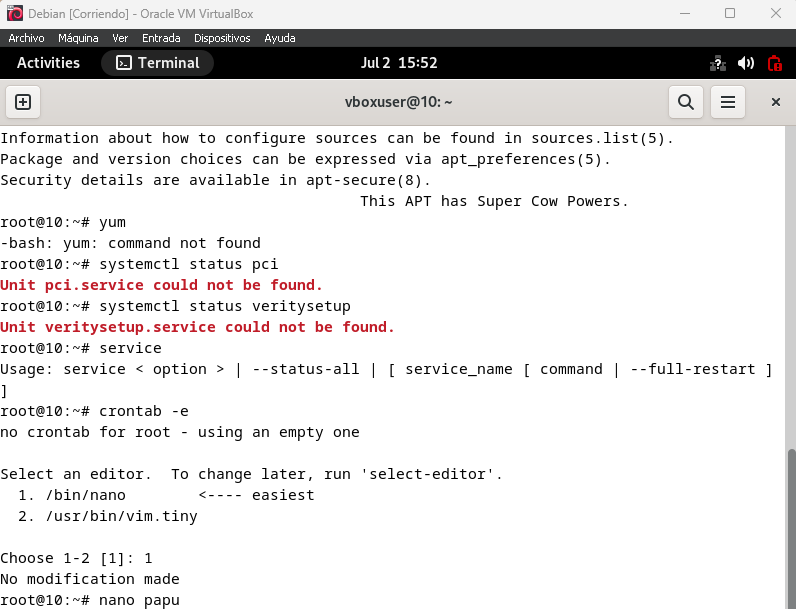 Debian [Corriendo] - Oracle VM VirtualBox
Archivo Máquina Ver Entrada Dispositivos Ayuda
Activities Terminal Jul 2 15:52
vboxuser@10: ~
Information about how to configure sources can be found in sources.list(5).
Package and version choices can be expressed via apt_preferences(5).
Security details are available in apt-secure(8).
This APT has Super Cow Powers.
root@10:~# yum
-bash: yum: command not found
root@10:~# systemctl status pci
Unit pci.service could not be found.
root@10:~# systemctl status veritysetup
Unit veritysetup.service could not be found.
root@10:~# service
Usage: service < option > | --status-all | [ service_name [ command | --full-restart ]
]
root@10:~# crontab -e
no crontab for root - using an empty one
Select an editor.  To change later, run 'select-editor'.
1. /bin/nano        <---- easiest
2. /usr/bin/vim.tiny
Choose 1-2 [1]: 1
No modification made
root@10:~# nano papu